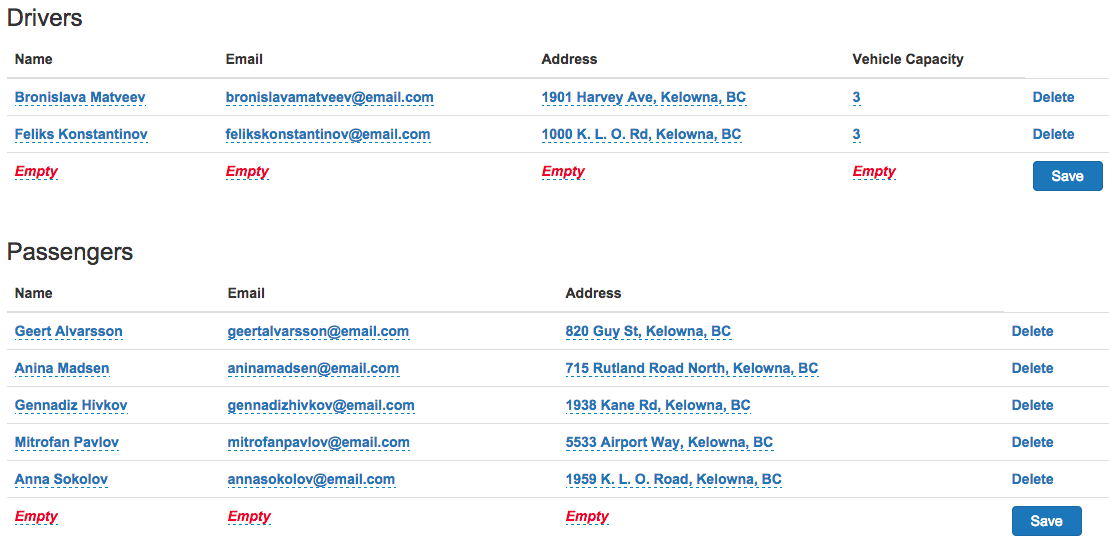 Drivers
Name Email Address Vehicle Capacity
Bronislava Matveev bronislavamatveev@email.com 1901 Harvey Ave, Kelowna, BC 3 Delete
Feliks Konstantinov felikskonstantinov@email.com 1000 K. L. O. Rd, Kelowna, BC 3 Delete
Empty Empty Empty Empty Save
Passengers
Name Email Address
Geert Alvarsson geertalvarsson@email.com 820 Guy St, Kelowna, BC Delete
Anina Madsen aninamadsen@email.com 715 Rutland Road North, Kelowna, BC Delete
Gennadiz Hivkov gennadizhivkov@email.com 1938 Kane Rd, Kelowna, BC Delete
Mitrofan Pavlov mitrofanpavlov@email.com 5533 Airport Way, Kelowna, BC Delete
Anna Sokolov annasokolov@email.com 1959 K. L. O. Road, Kelowna, BC Delete
Empty Empty Empty Save